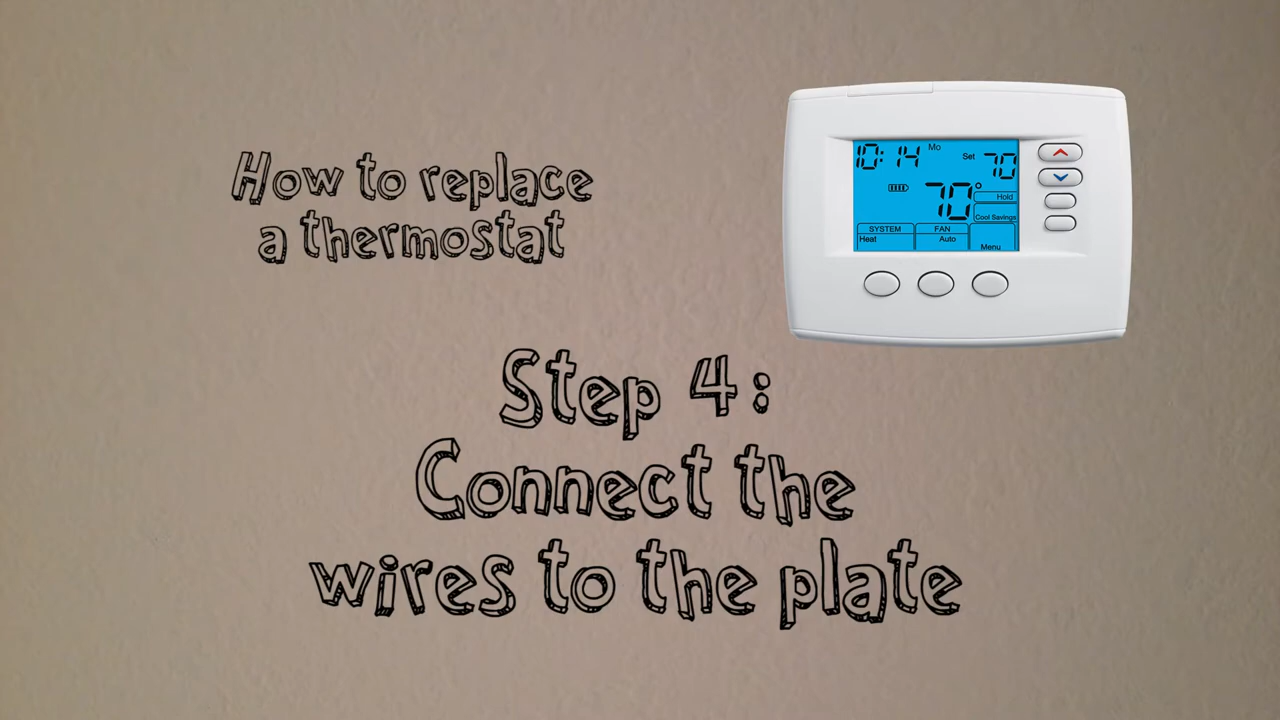 How to replace
a thermostat
10:14 Mo Set 70
70°
Hold
Cool Savings
SYSTEM FAN
Heat Auto Menu
Step 4:
Connect the
wires to the plate